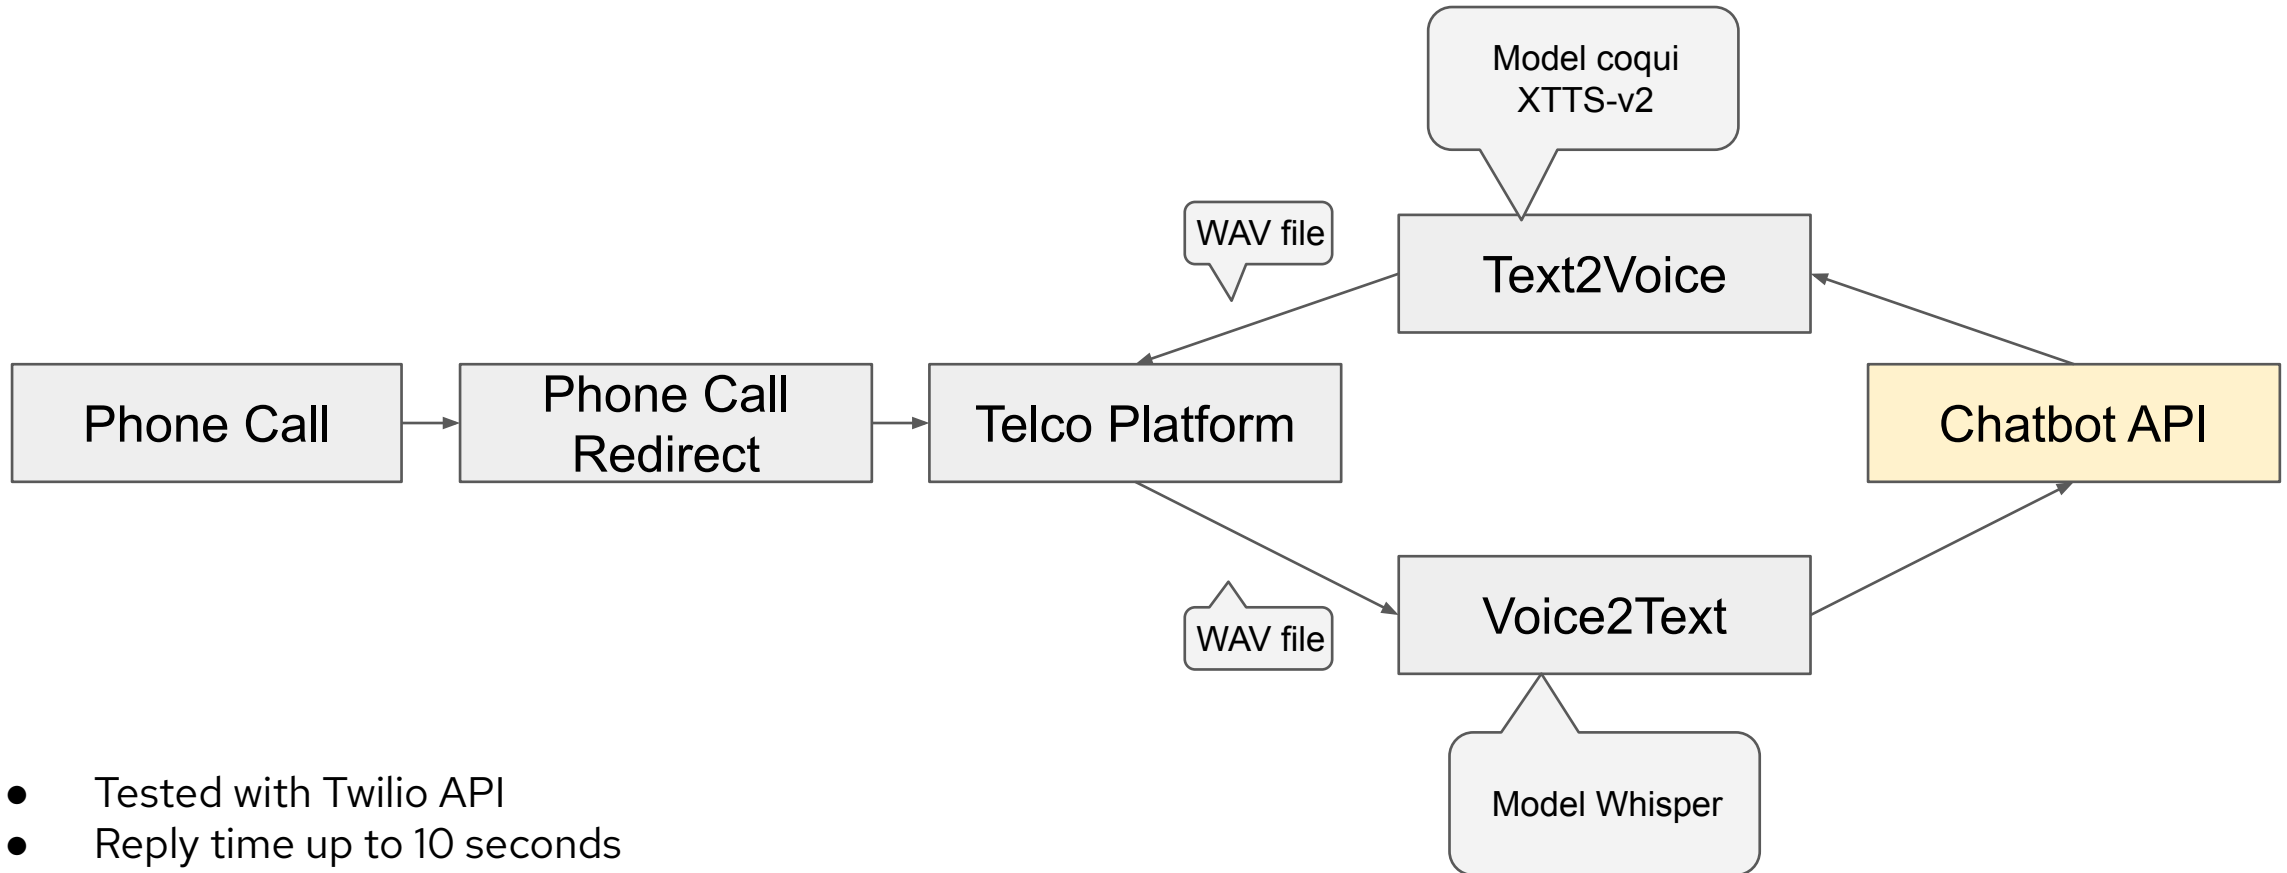 Model coqui
XTTS-v2
WAV file
Text2Voice
Phone Call
Phone Call
Redirect
Telco Platform
Chatbot API
WAV file
Voice2Text
Model Whisper
● Tested with Twilio API
● Reply time up to 10 seconds